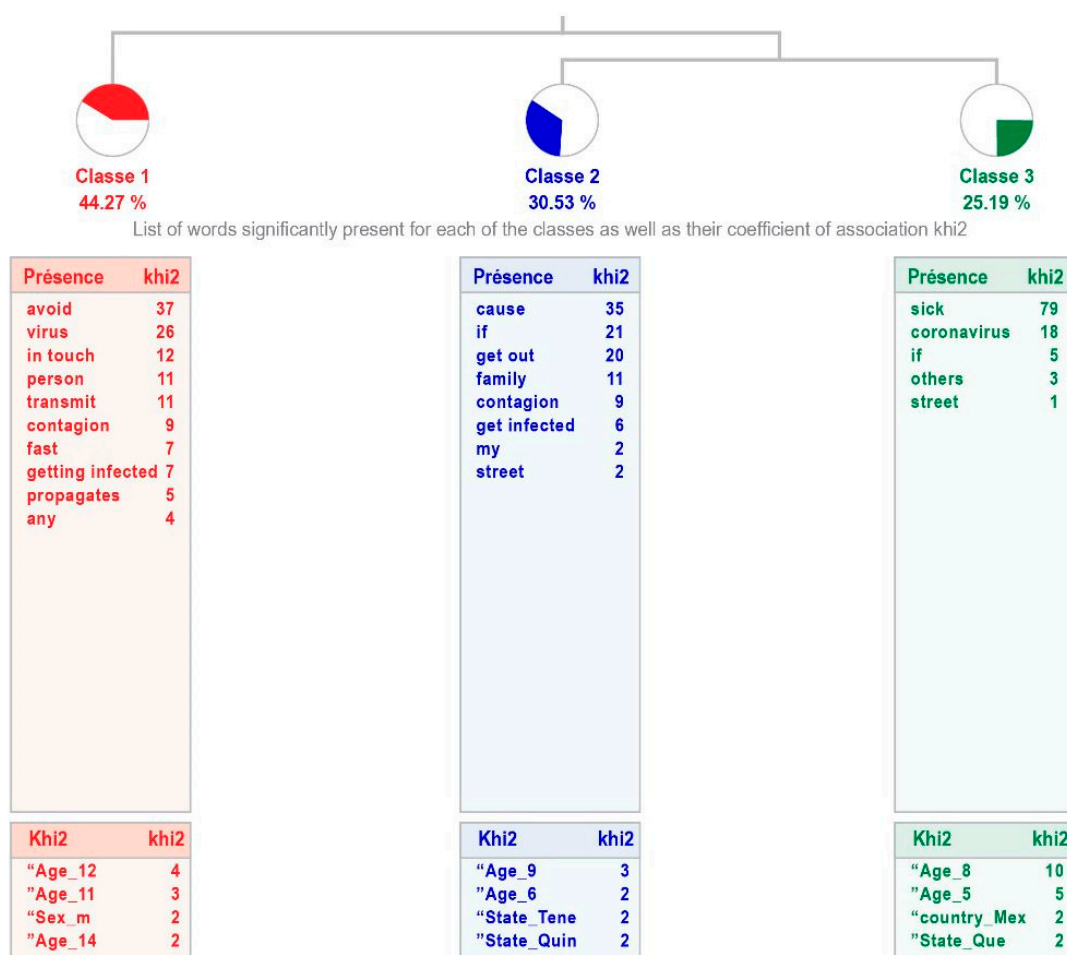 Classe 1
44.27 %
Classe 2
30.53 %
Classe 3
25.19 %
List of words significantly present for each of the classes as well as their coefficient of association khi2
Présence khi2
avoid 37
virus 26
in touch 12
person 11
transmit 11
contagion 9
fast 7
getting infected 7
propagates 5
any 4
Présence khi2
cause 35
if 21
get out 20
family 11
contagion 9
get infected 6
my 2
street 2
Présence khi2
sick 79
coronavirus 18
if 5
others 3
street 1
Khi2 khi2
“Age_12 4
”Age_11 3
“Sex_m 2
”Age_14 2
Khi2 khi2
“Age_9 3
”Age_6 2
“State_Tene 2
”State_Quin 2
Khi2 khi2
“Age_8 10
”Age_5 5
“country_Mex 2
”State_Que 2